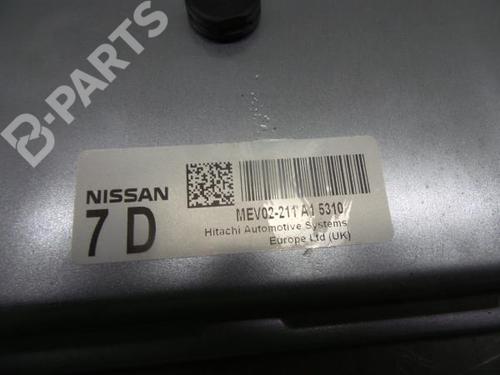 B-PARTS
NISSAN
7 D
MEV02-211 A1 5310
Hitachi Automotive Systems
Europe Ltd (UK)